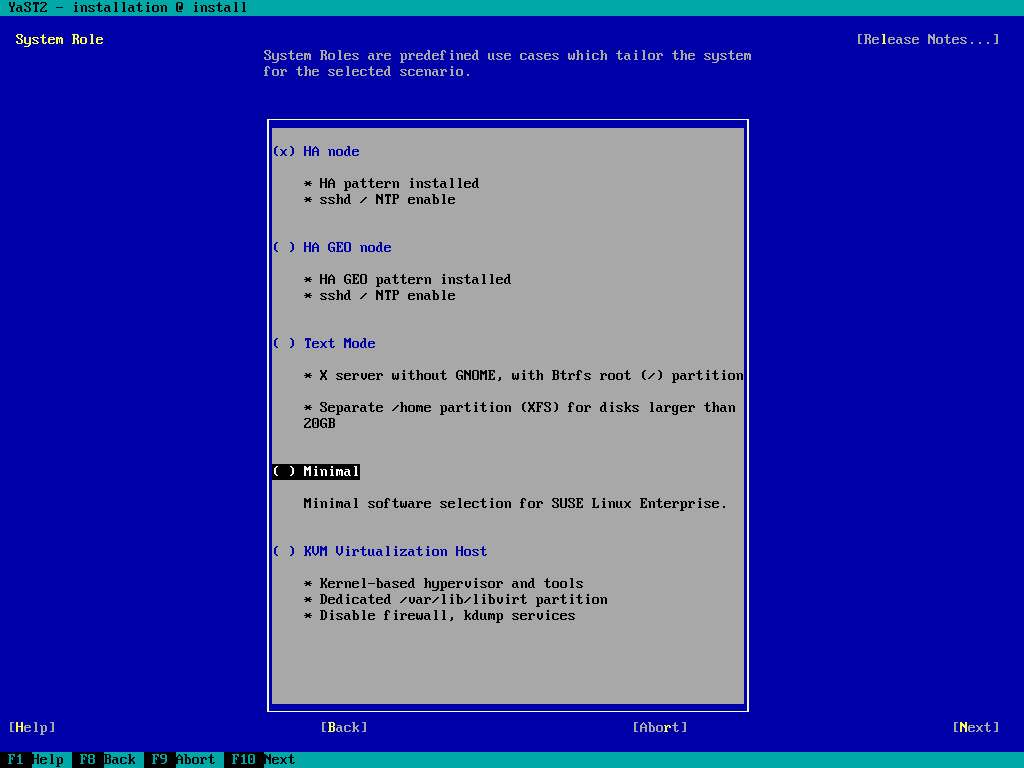 YaST2 - installation @ install
System Role [Release Notes...]
System Roles are predefined use cases which tailor the system
for the selected scenario.
(x) HA node
* HA pattern installed
* sshd / NTP enable
( ) HA GEO node
* HA GEO pattern installed
* sshd / NTP enable
( ) Text Mode
* X server without GNOME, with Btrfs root (/) partition
* Separate /home partition (XFS) for disks larger than
20GB
( ) Minimal
Minimal software selection for SUSE Linux Enterprise.
( ) KVM Virtualization Host
* Kernel-based hypervisor and tools
* Dedicated /var/lib/libvirt partition
* Disable firewall, kdump services
[Help] [Back] [Abort] [Next]
F1 Help F8 Back F9 Abort F10 Next